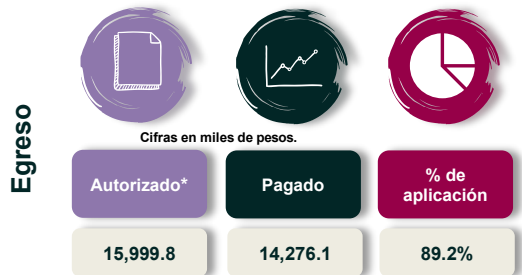 Egreso
Cifras en miles de pesos.
Autorizado*
Pagado
% de
aplicación
15,999.8
14,276.1
89.2%